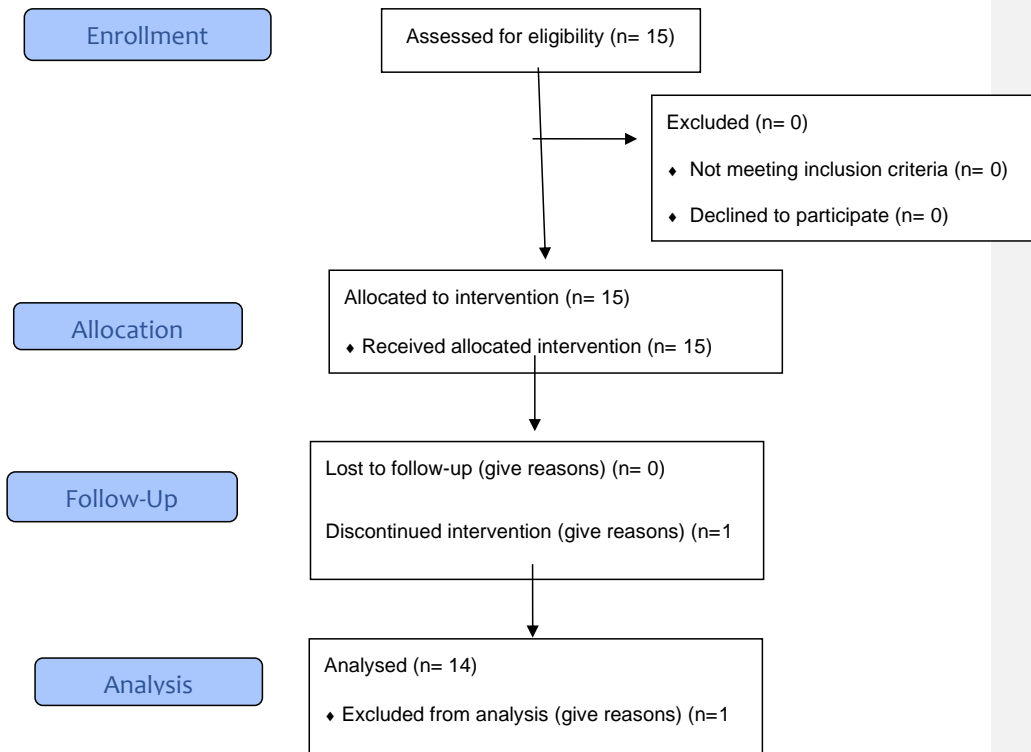 Enrollment
Assessed for eligibility (n= 15)
Excluded (n= 0)
♦ Not meeting inclusion criteria (n= 0)
♦ Declined to participate (n= 0)
Allocation
Allocated to intervention (n= 15)
♦ Received allocated intervention (n= 15)
Follow-Up
Lost to follow-up (give reasons) (n= 0)
Discontinued intervention (give reasons) (n=1
Analysis
Analysed (n= 14)
♦ Excluded from analysis (give reasons) (n=1